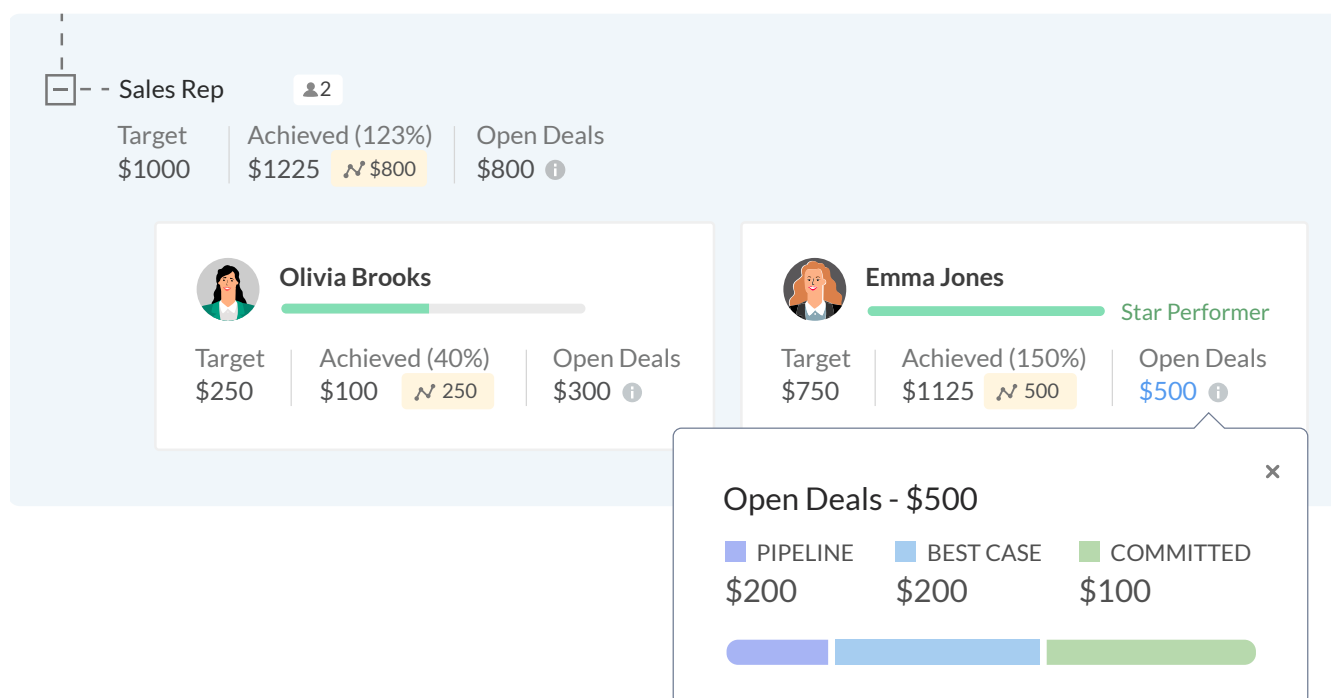 Sales Rep 2
Target Achieved (123%) Open Deals
$1000 $1225 $800 $800
Olivia Brooks
Target Achieved (40%) Open Deals
$250 $100 250 $300
Emma Jones
Star Performer
Target Achieved (150%) Open Deals
$750 $1125 500 $500
Open Deals - $500
PIPELINE BEST CASE COMMITTED
$200 $200 $100